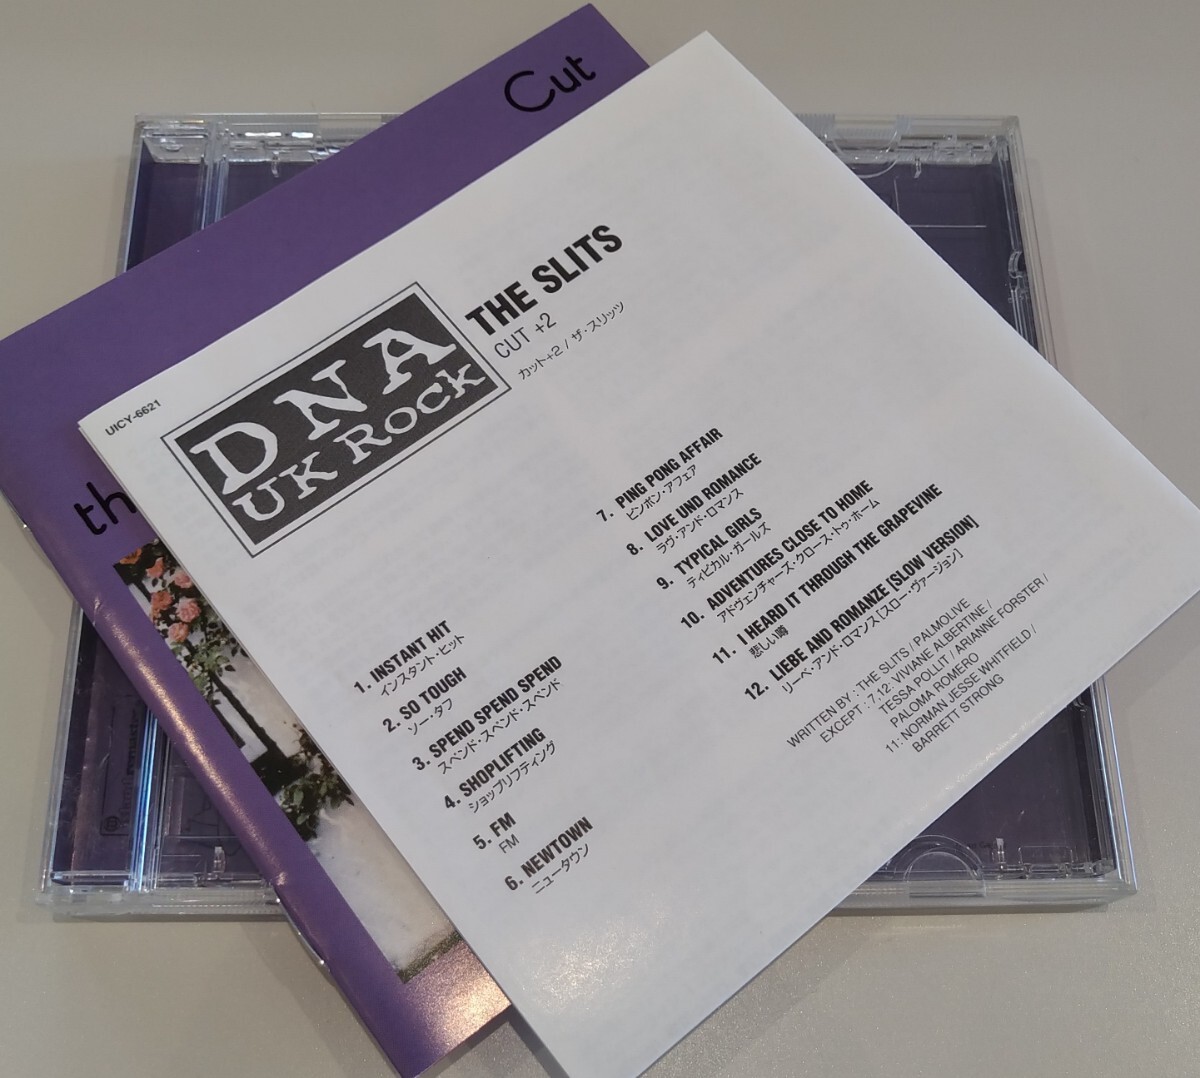 Cut
th
UICY-6621
DNA
UK ROCK
THE SLITS
CUT +2
カット+2 / ザ・スリッツ
1. INSTANT HIT
インスタント・ヒット
2. SO TOUGH
ソー・タフ
3. SPEND SPEND SPEND
スペンド・スペンド・スペンド
4. SHOPLIFTING
ショップリフティング
5. FM
FM
6. NEWTOWN
ニュータウン
7. PING PONG AFFAIR
ピンポン・アフェア
8. LOVE UND ROMANCE
ラヴ・アンド・ロマンス
9. TYPICAL GIRLS
ティピカル・ガールズ
10. ADVENTURES CLOSE TO HOME
アドヴェンチャーズ・クロース・トゥ・ホーム
11. I HEARD IT THROUGH THE GRAPEVINE
悲しい噂
12. LIEBE AND ROMANZE [SLOW VERSION]
リーベ・アンド・ロマンス [スロー・ヴァージョン]
WRITTEN BY : THE SLITS / PALMOLIVE
EXCEPT : 7,12: VIVIANE ALBERTINE /
TESSA POLLIT / ARIANNE FORSTER /
PALOMA ROMERO
11: NORMAN JESSE WHITFIELD /
BARRETT STRONG